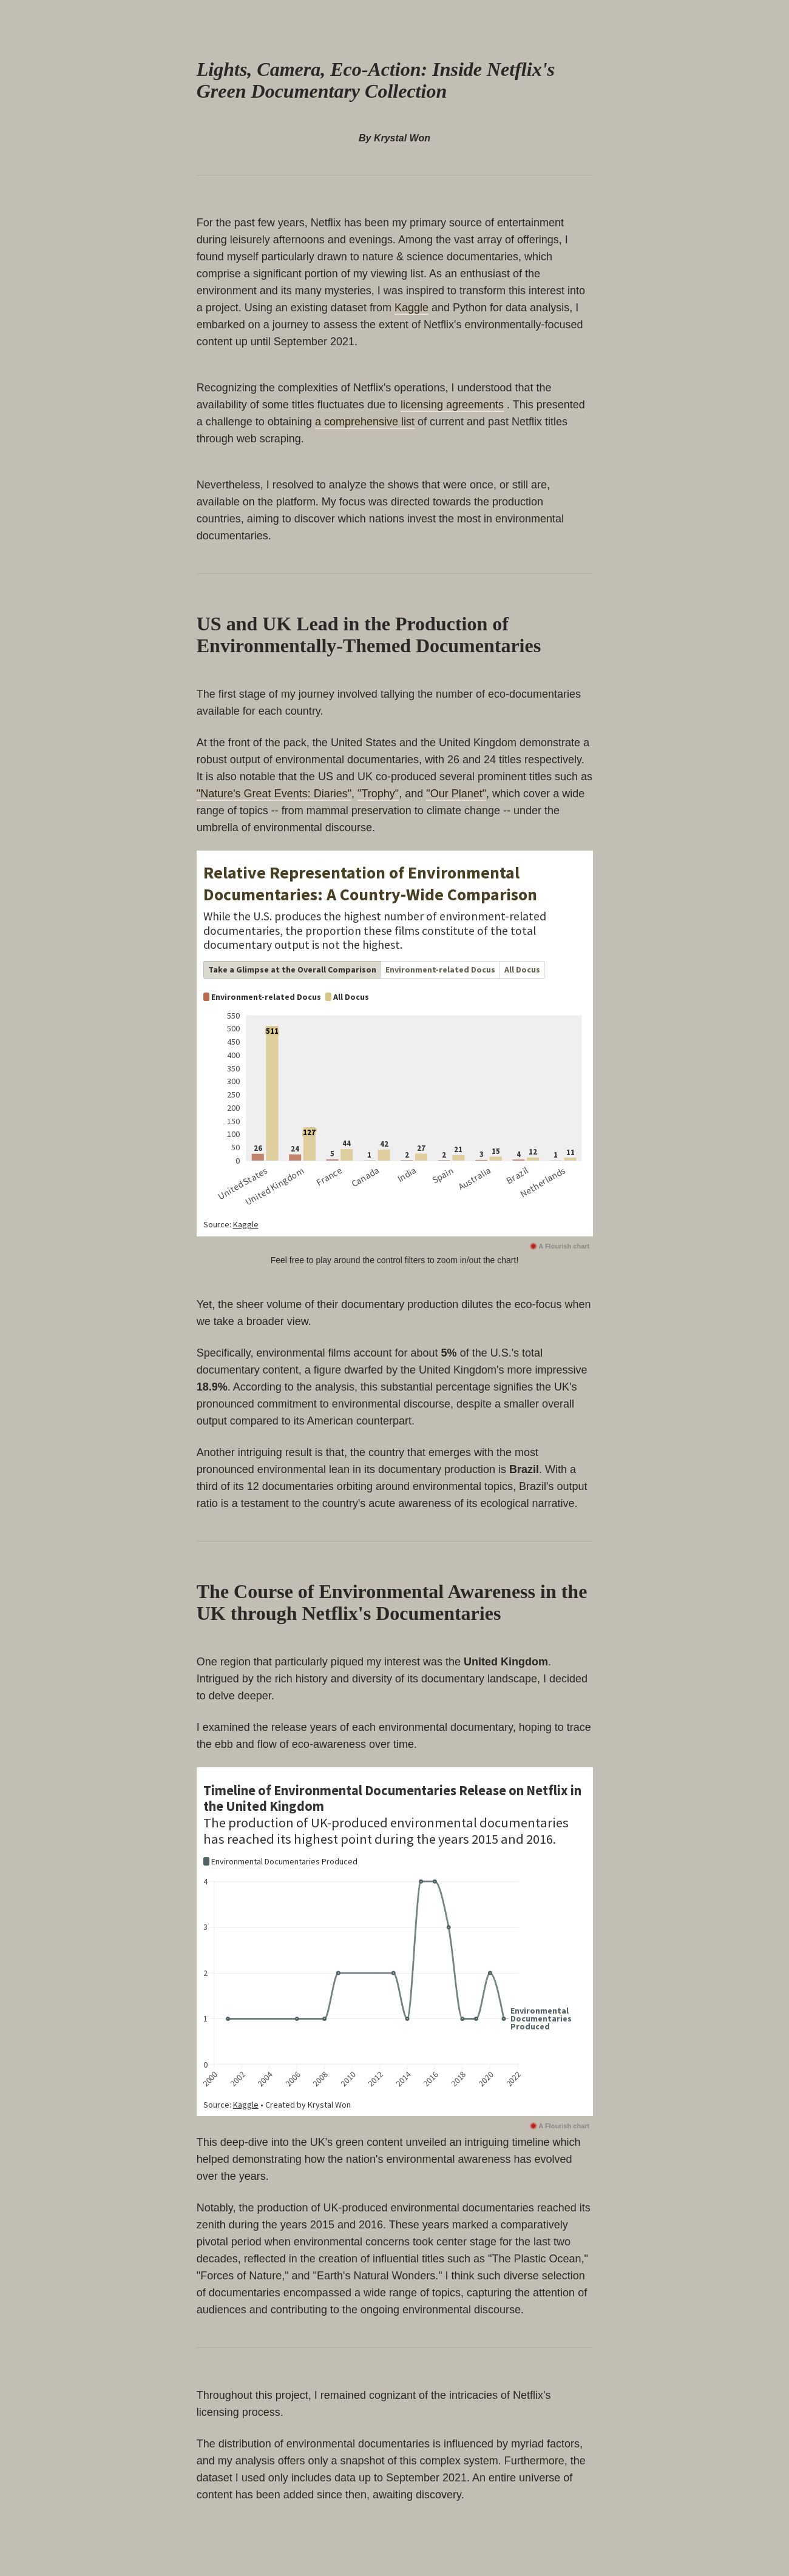 Lights, Camera, Eco-Action: Inside Netflix's
Green Documentary Collection
By Krystal Won
For the past few years, Netflix has been my primary source of entertainment
during leisurely afternoons and evenings. Among the vast array of offerings, I
found myself particularly drawn to nature & science documentaries, which
comprise a significant portion of my viewing list. As an enthusiast of the
environment and its many mysteries, I was inspired to transform this interest into
a project. Using an existing dataset from Kaggle and Python for data analysis, I
embarked on a journey to assess the extent of Netflix's environmentally-focused
content up until September 2021.
Recognizing the complexities of Netflix's operations, I understood that the
availability of some titles fluctuates due to licensing agreements . This presented
a challenge to obtaining a comprehensive list of current and past Netflix titles
through web scraping.
Nevertheless, I resolved to analyze the shows that were once, or still are,
available on the platform. My focus was directed towards the production
countries, aiming to discover which nations invest the most in environmental
documentaries.
US and UK Lead in the Production of
Environmentally-Themed Documentaries
The first stage of my journey involved tallying the number of eco-documentaries
available for each country.
At the front of the pack, the United States and the United Kingdom demonstrate a
robust output of environmental documentaries, with 26 and 24 titles respectively.
It is also notable that the US and UK co-produced several prominent titles such as
"Nature's Great Events: Diaries", "Trophy", and "Our Planet", which cover a wide
range of topics -- from mammal preservation to climate change -- under the
umbrella of environmental discourse.
Relative Representation of Environmental
Documentaries: A Country-Wide Comparison
While the U.S. produces the highest number of environment-related
documentaries, the proportion these films constitute of the total
documentary output is not the highest.
Take a Glimpse at the Overall Comparison Environment-related Docus All Docus
Environment-related Docus All Docus
550
500
450
400
350
300
250
200
150
100
50
0
26 511 24 127 5 44 1 42 2 27 2 21 3 15 4 12 1 11
United States United Kingdom France Canada India Spain Australia Brazil Netherlands
Source: Kaggle
A Flourish chart
Feel free to play around the control filters to zoom in/out the chart!
Yet, the sheer volume of their documentary production dilutes the eco-focus when
we take a broader view.
Specifically, environmental films account for about 5% of the U.S.'s total
documentary content, a figure dwarfed by the United Kingdom's more impressive
18.9%. According to the analysis, this substantial percentage signifies the UK's
pronounced commitment to environmental discourse, despite a smaller overall
output compared to its American counterpart.
Another intriguing result is that, the country that emerges with the most
pronounced environmental lean in its documentary production is Brazil. With a
third of its 12 documentaries orbiting around environmental topics, Brazil's output
ratio is a testament to the country's acute awareness of its ecological narrative.
The Course of Environmental Awareness in the
UK through Netflix's Documentaries
One region that particularly piqued my interest was the United Kingdom.
Intrigued by the rich history and diversity of its documentary landscape, I decided
to delve deeper.
I examined the release years of each environmental documentary, hoping to trace
the ebb and flow of eco-awareness over time.
Timeline of Environmental Documentaries Release on Netflix in
the United Kingdom
The production of UK-produced environmental documentaries
has reached its highest point during the years 2015 and 2016.
Environmental Documentaries Produced
4
3
2
1
0
Environmental
Documentaries
Produced
2000 2002 2004 2006 2008 2010 2012 2014 2016 2018 2020 2022
Source: Kaggle • Created by Krystal Won
A Flourish chart
This deep-dive into the UK's green content unveiled an intriguing timeline which
helped demonstrating how the nation's environmental awareness has evolved
over the years.
Notably, the production of UK-produced environmental documentaries reached its
zenith during the years 2015 and 2016. These years marked a comparatively
pivotal period when environmental concerns took center stage for the last two
decades, reflected in the creation of influential titles such as "The Plastic Ocean,"
"Forces of Nature," and "Earth's Natural Wonders." I think such diverse selection
of documentaries encompassed a wide range of topics, capturing the attention of
audiences and contributing to the ongoing environmental discourse.
Throughout this project, I remained cognizant of the intricacies of Netflix's
licensing process.
The distribution of environmental documentaries is influenced by myriad factors,
and my analysis offers only a snapshot of this complex system. Furthermore, the
dataset I used only includes data up to September 2021. An entire universe of
content has been added since then, awaiting discovery.